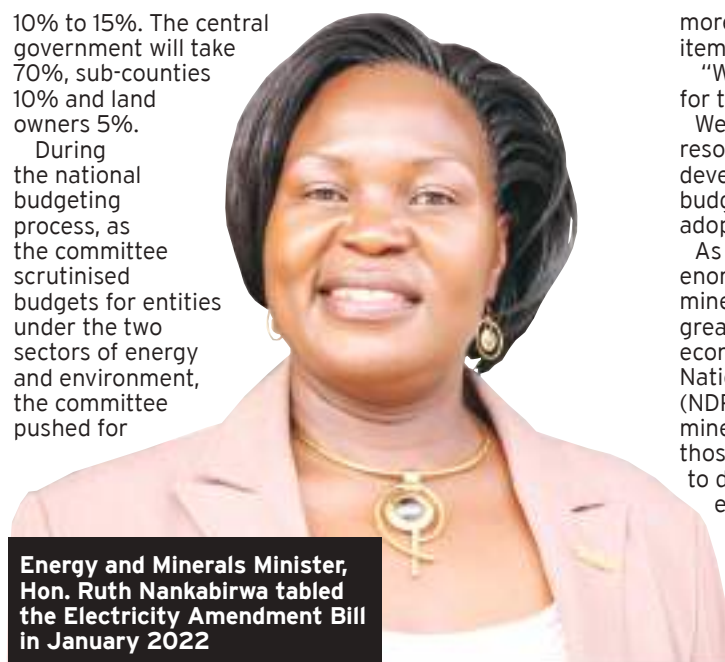 10% to 15%. The central
government will take
70%, sub-counties
10% and land
owners 5%.
During
the national
budgeting
process, as
the committee
scrutinised
budgets for entities
under the two
sectors of energy
and environment,
the committee
pushed for
Energy and Minerals Minister,
Hon. Ruth Nankabirwa tabled
the Electricity Amendment Bill
in January 2022
more
item
"W
for t
We
reso
deve
budg
adop
As
enor
mine
grea
econ
Natio
(NDP
mine
thos
to d
e